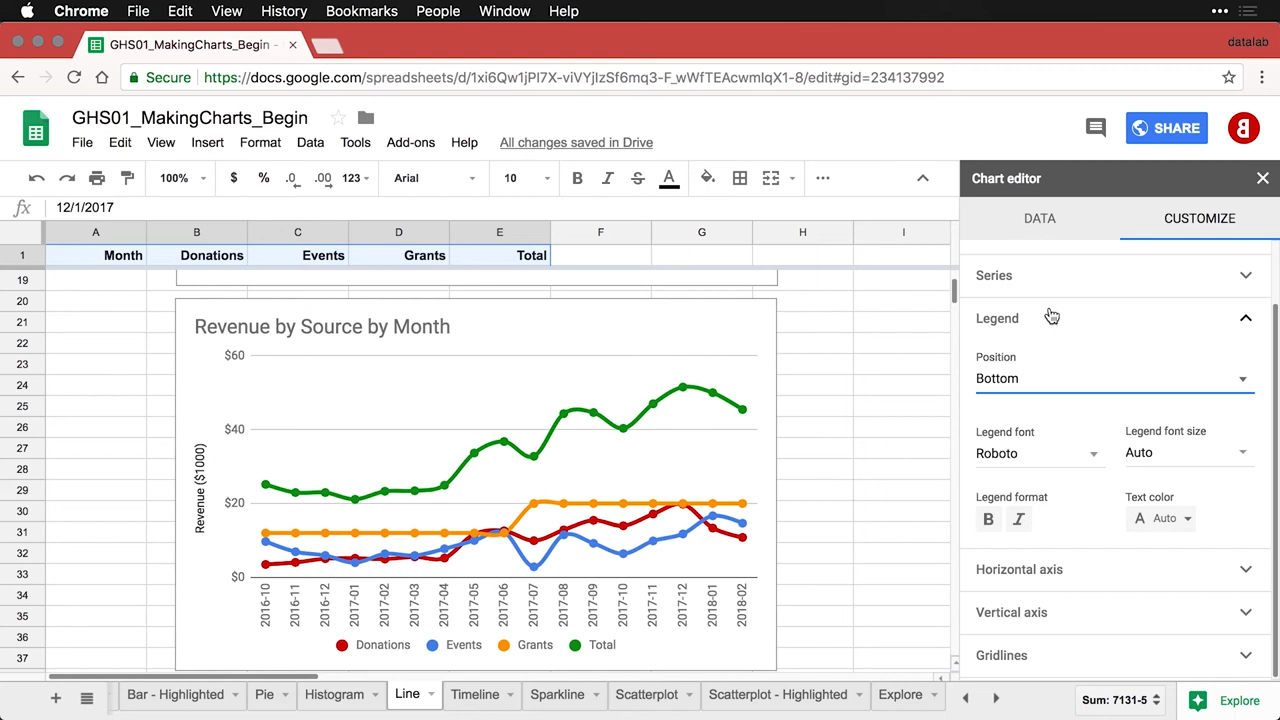 Chrome File Edit View History Bookmarks People Window Help
GHS01_MakingCharts_Begin -
datalab
Secure https://docs.google.com/spreadsheets/d/1xi6Qw1jPI7X-viVYjIzSf6mq3-F_wWfTEAcwmIqX1-8/edit#gid=234137992
GHS01_MakingCharts_Begin
File Edit View Insert Format Data Tools Add-ons Help All changes saved in Drive
SHARE
100% $ % .0 .00 123 Arial 10 B I S A
Chart editor
fx 12/1/2017
DATA CUSTOMIZE
A B C D E F G H I
1 Month Donations Events Grants Total
19
20
21
22
23
24
25
26
27
28
29
30
31
32
33
34
35
36
37
Revenue by Source by Month
Revenue ($1000)
$60
$40
$20
$0
2016-10 2016-11 2016-12 2017-01 2017-02 2017-03 2017-04 2017-05 2017-06 2017-07 2017-08 2017-09 2017-10 2017-11 2017-12 2018-01 2018-02
Donations Events Grants Total
Series
Legend
Position
Bottom
Legend font Legend font size
Roboto Auto
Legend format Text color
B I A Auto
Horizontal axis
Vertical axis
Gridlines
Bar - Highlighted Pie Histogram Line Timeline Sparkline Scatterplot Scatterplot - Highlighted Explore
Sum: 7131-5 Explore